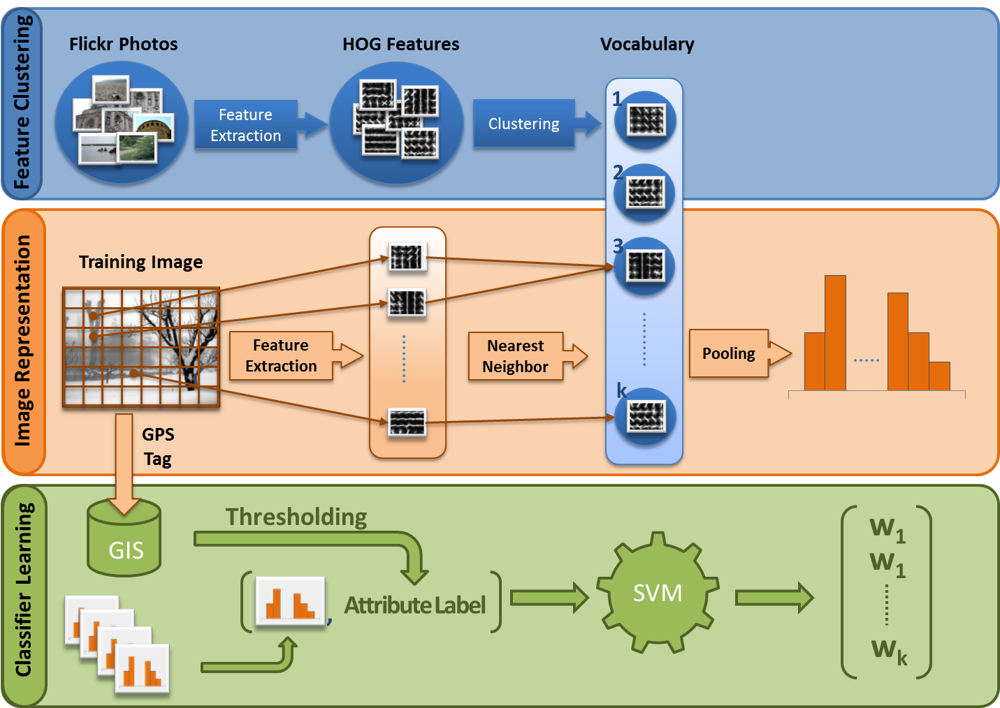 Feature Clustering
Flickr Photos
HOG Features
Vocabulary
Feature
Extraction
Clustering
1
2
Image Representation
Training Image
3
Feature
Extraction
Nearest
Neighbor
Pooling
k
GPS
Tag
Classifier Learning
GIS
Thresholding
, Attribute Label
SVM
w1
w1
wk